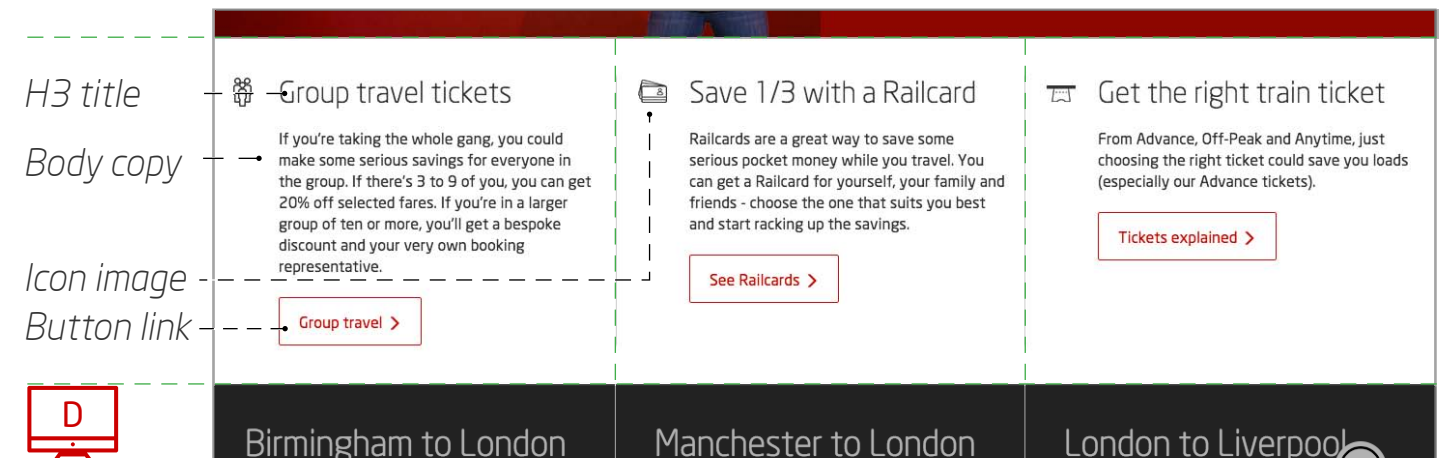 H3 title
Body copy
Icon image
Button link
D
Group travel tickets
If you're taking the whole gang, you could
make some serious savings for everyone in
the group. If there's 3 to 9 of you, you can get
20% off selected fares. If you're in a larger
group of ten or more, you'll get a bespoke
discount and your very own booking
representative.
Group travel
Save 1/3 with a Railcard
Railcards are a great way to save some
serious pocket money while you travel. You
can get a Railcard for yourself, your family and
friends - choose the one that suits you best
and start racking up the savings.
See Railcards
Get the right train ticket
From Advance, Off-Peak and Anytime, just
choosing the right ticket could save you loads
(especially our Advance tickets).
Tickets explained
Birmingham to London
Manchester to London
London to Liverpool